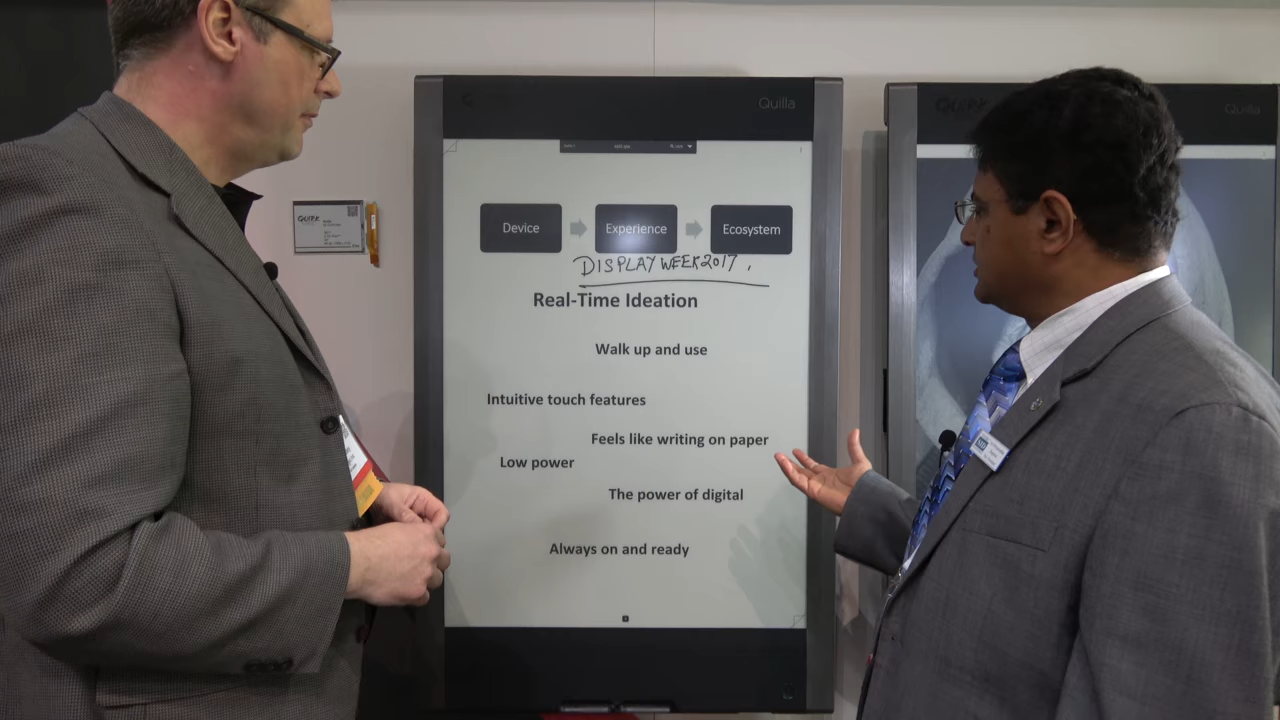 Quilla
Device
Experience
Ecosystem
DISPLAY WEEK 2017.
Real-Time Ideation
Walk up and use
Intuitive touch features
Feels like writing on paper
Low power
The power of digital
Always on and ready
QUIRK
Quilla